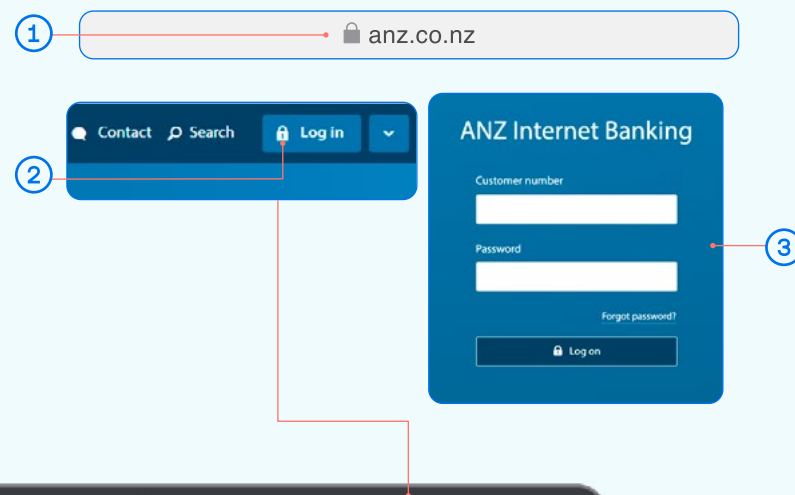 1
anz.co.nz
Contact Search Log in
2
ANZ Internet Banking
Customer number
Password
3
Forgot password?
Log on